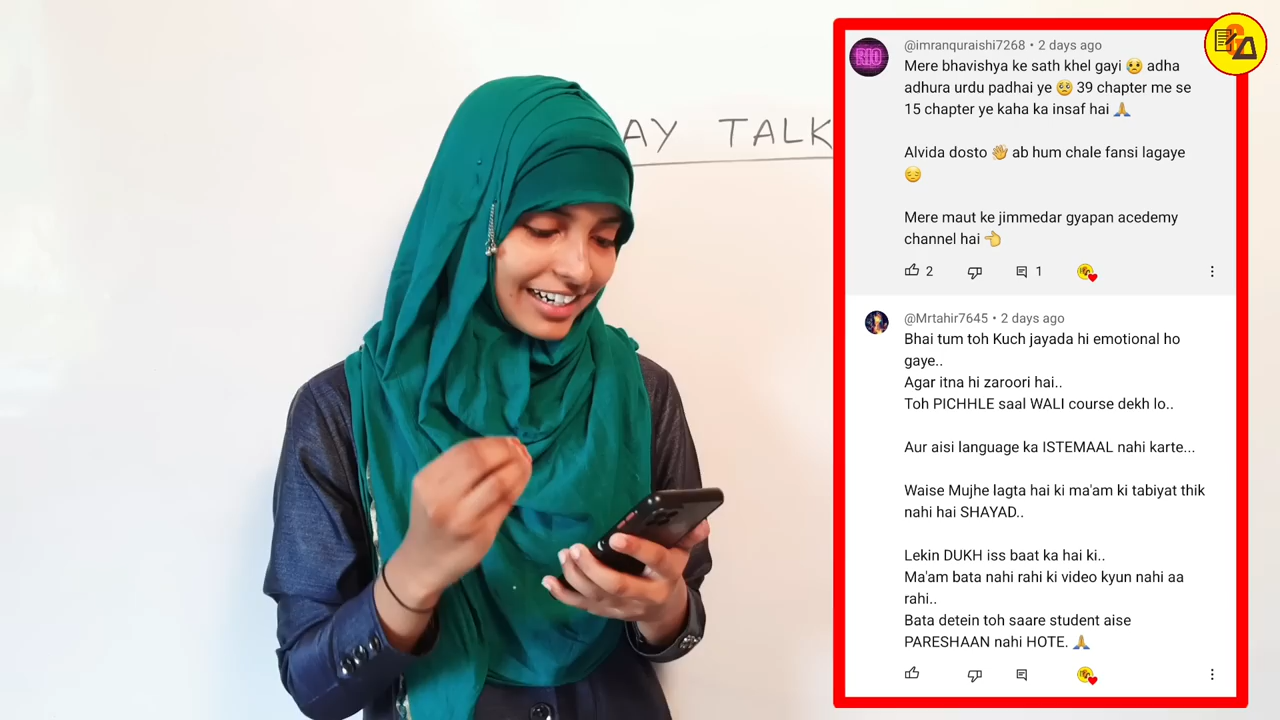 AY TALK
@imranquraishi7268 • 2 days ago
Mere bhavishya ke sath khel gayi 🥺 adha
adhura urdu padhai ye 🥺 39 chapter me se
15 chapter ye kaha ka insaf hai 🙏
Alvida dosto 👋 ab hum chale fansi lagaye
😔
Mere maut ke jimmedar gyapan acedemy
channel hai 👈
2
1
@Mrtahir7645 • 2 days ago
Bhai tum toh Kuch jayada hi emotional ho
gaye..
Agar itna hi zaroori hai..
Toh PICHHLE saal WALI course dekh lo..
Aur aisi language ka ISTEMAAL nahi karte...
Waise Mujhe lagta hai ki ma'am ki tabiyat thik
nahi hai SHAYAD..
Lekin DUKH iss baat ka hai ki..
Ma'am bata nahi rahi ki video kyun nahi aa
rahi..
Bata detein toh saare student aise
PARESHAAN nahi HOTE. 🙏